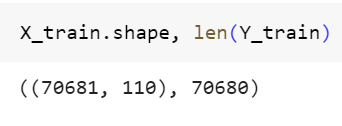 X_train.shape, len(Y_train)
((70681, 110), 70680)